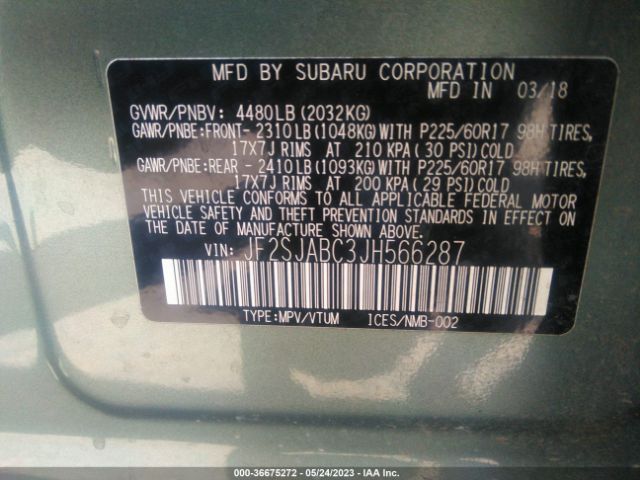 MFD BY SUBARU CORPORATION
MFD IN 03/18
GVWR/PNBV: 4480LB(2032KG)
GAWR/PNBE:FRONT- 2310LB(1048KG)WITH P225/60R17 98H TIRES,
17X7J RIMS AT 210 KPA(30 PSI)COLD
GAWR/PNBE:REAR - 2410LB(1093KG)WITH P225/60R17 98H TIRES,
17X7J RIMS AT 200 KPA(29 PSI)COLD
THIS VEHICLE CONFORMS TO ALL APPLICABLE FEDERAL MOTOR
VEHICLE SAFETY AND THEFT PREVENTION STANDARDS IN EFFECT ON
THE DATE OF MANUFACTURE SHOWN ABOVE.
VIN: JF2SJABC3JH566287
TYPE:MPV/VTUM ICES/NMB-002
000-36675272 - 05/24/2023 - IAA Inc.